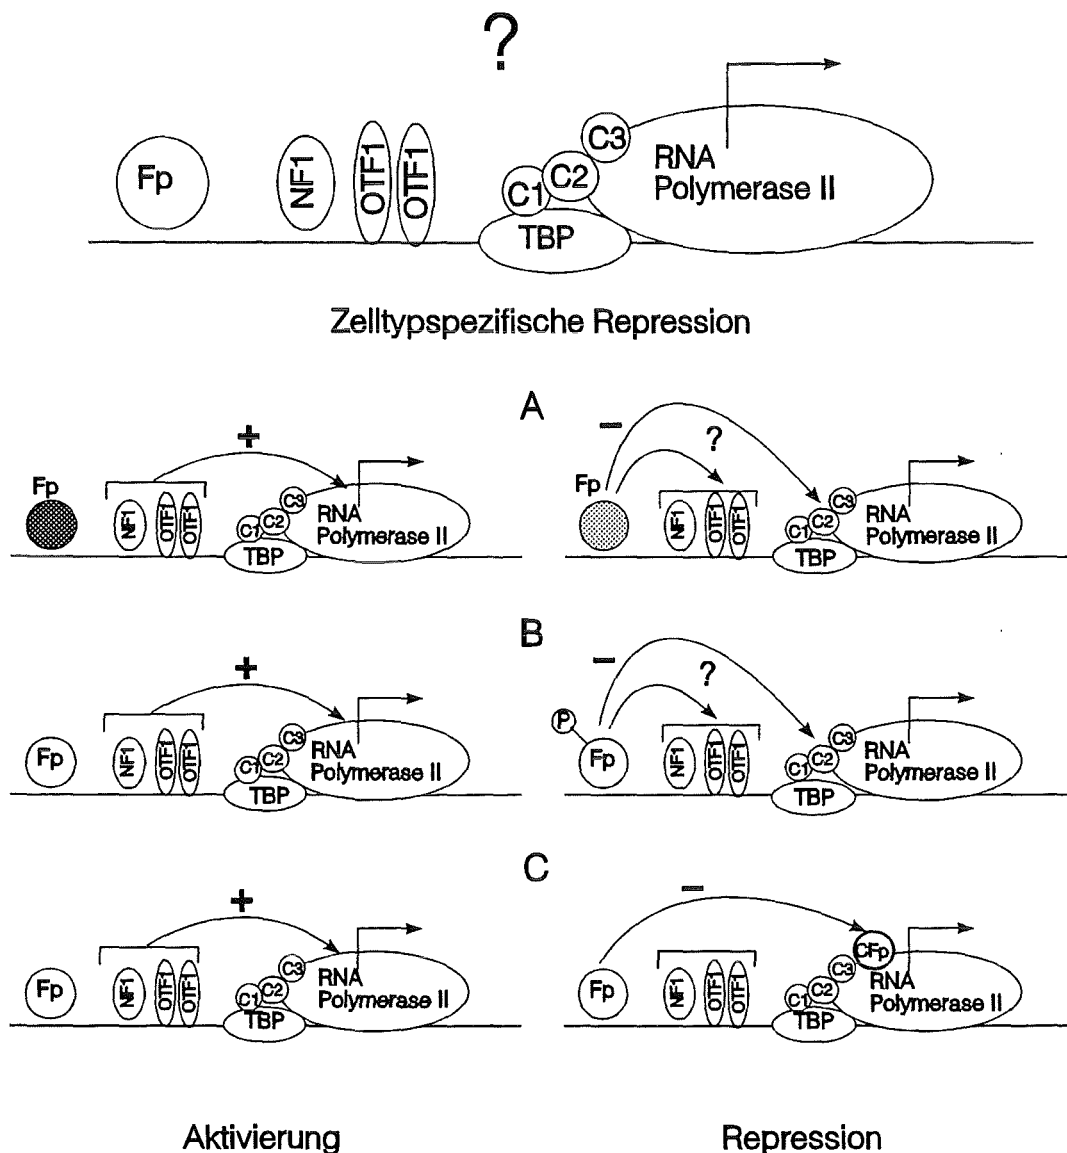 ?
Fp
NF1
OTF1
OTF1
C1
C2
C3
TBP
RNA
Polymerase II
Zelltypspezifische Repression
A
+
Fp
NF1
OTF1
OTF1
C1
C2
C3
TBP
RNA
Polymerase II
–
?
Fp
NF1
OTF1
OTF1
C1
C2
C3
TBP
RNA
Polymerase II
B
+
Fp
NF1
OTF1
OTF1
C1
C2
C3
TBP
RNA
Polymerase II
–
?
P
Fp
NF1
OTF1
OTF1
C1
C2
C3
TBP
RNA
Polymerase II
C
+
Fp
NF1
OTF1
OTF1
C1
C2
C3
TBP
RNA
Polymerase II
–
Fp
NF1
OTF1
OTF1
C1
C2
C3
CFp
TBP
RNA
Polymerase II
Aktivierung
Repression